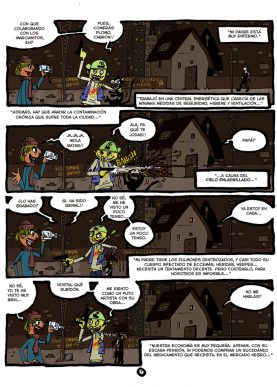 CON QUE
COLABORANDO
CON LOS
MARCIANITOS,
EH?
PUES,
COMERÁS
PLOMO,
CABRÓN!!
"MI PADRE ESTÁ
MUY ENFERMO."
"TRABAJÓ EN UNA CENTRAL ENERGÉTICA QUE CARECÍA DE LAS
MÍNIMAS MEDIDAS DE SEGURIDAD, HIGIENE Y VENTILACIÓN..."
"ADEMÁS, HAY QUE AÑADIR LA CONTAMINACIÓN
CRÓNICA QUE SUFRE TODA LA CIUDAD..."
JA,JA,JA,
MOLA
MATAR!!
ALA, PA
QUÉ TE
JODAS!!
PAPÁ...
"...A CAUSA DEL
CIELO ENLADRILLADO..."
¿LO HAS
GRABADO?
SI, HA SIDO
GENIAL!!
NO SÉ,
ME HE
VISTO UN
POCO
TENSO.
ESTOY
UN POCO
TENSO.
YA ESTOY EN
CASA...
"MI PADRE TIENE LOS PULMONES DESTROZADOS, Y CASI TODO SU
CUERPO INFECTADO DE ECCEMAS, HERIDAS, HERPES...
NECESITA UN TRATAMIENTO DECENTE. PERO COSTEARLO, PARA
NOSOTROS ES IMPOSIBLE..."
NO SÉ,
YO TE HE
VISTO MUY
BIEN...
HOSTIA, QUÉ
SUBIDÓN.
ME SIENTO
COMO UN PUTO
ARTISTA CON SU
OBRA...
NO ME
HABLAS?
"NUESTRA ECONOMÍA ES MUY PEQUEÑA. APENAS, CON SU
ESCASA PENSIÓN, SI PODEMOS COMPRAR UN SUCEDÁNEO
DEL MEDICAMENTO QUE NECESITA, EN EL MERCADO NEGRO..."